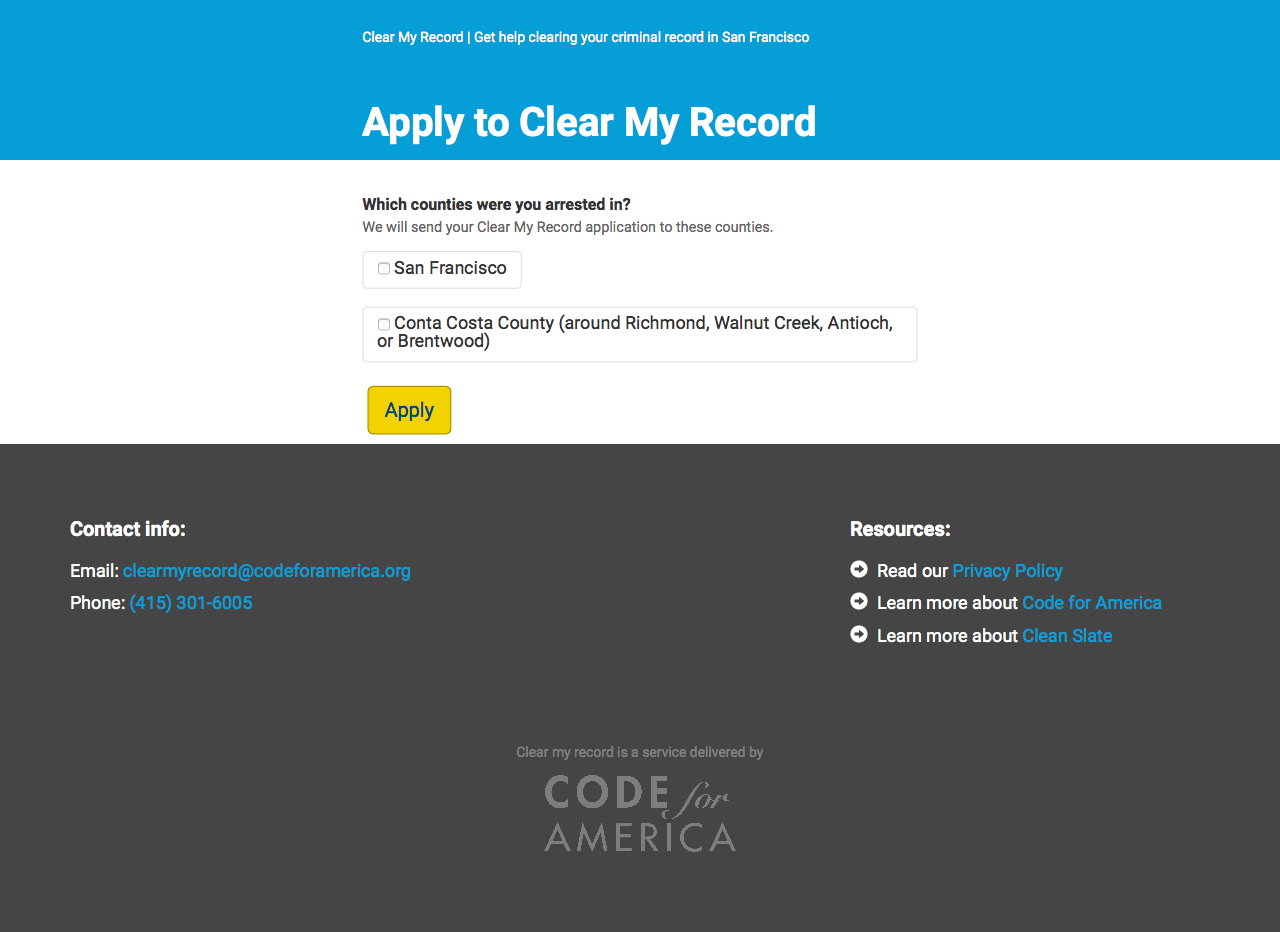 Clear My Record | Get help clearing your criminal record in San Francisco
Apply to Clear My Record
Which counties were you arrested in?
We will send your Clear My Record application to these counties.
San Francisco
Conta Costa County (around Richmond, Walnut Creek, Antioch,
or Brentwood)
Apply
Contact info:
Email: clearmyrecord@codeforamerica.org
Phone: (415) 301-6005
Resources:
Read our Privacy Policy
Learn more about Code for America
Learn more about Clean Slate
Clear my record is a service delivered by
CODE for
AMERICA